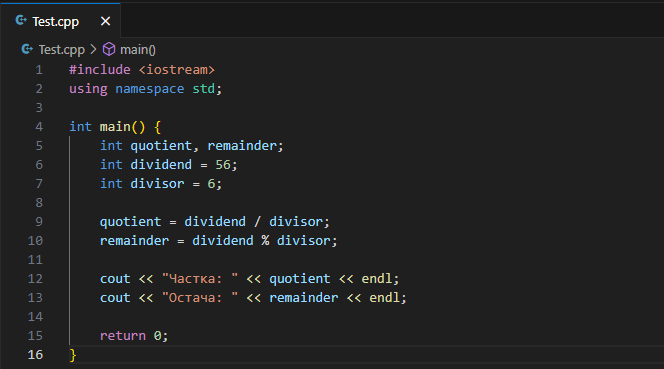 Test.cpp
Test.cpp > main()
1 #include <iostream>
2 using namespace std;
3
4 int main() {
5 int quotient, remainder;
6 int dividend = 56;
7 int divisor = 6;
8
9 quotient = dividend / divisor;
10 remainder = dividend % divisor;
11
12 cout << "Частка: " << quotient << endl;
13 cout << "Остача: " << remainder << endl;
14
15 return 0;
16 }